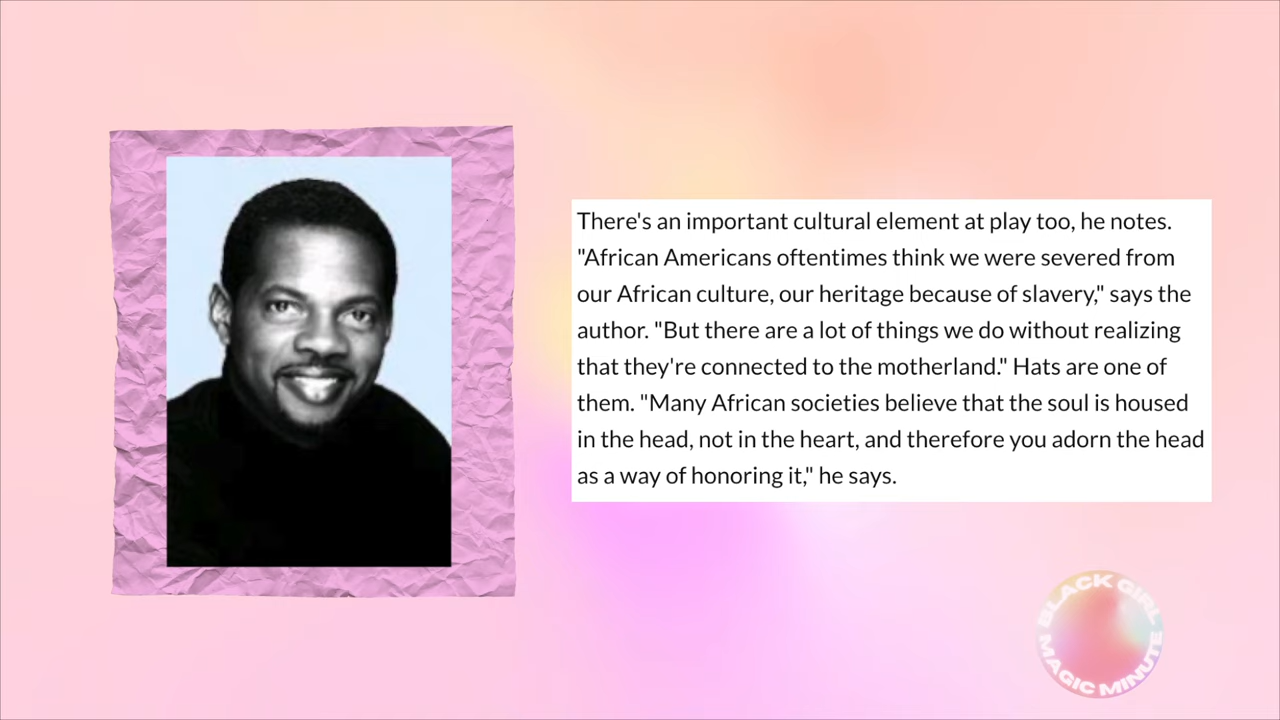 There's an important cultural element at play too, he notes.
"African Americans oftentimes think we were severed from
our African culture, our heritage because of slavery," says the
author. "But there are a lot of things we do without realizing
that they're connected to the motherland." Hats are one of
them. "Many African societies believe that the soul is housed
in the head, not in the heart, and therefore you adorn the head
as a way of honoring it," he says.
BLACK GIRL
MAGIC MINUTE